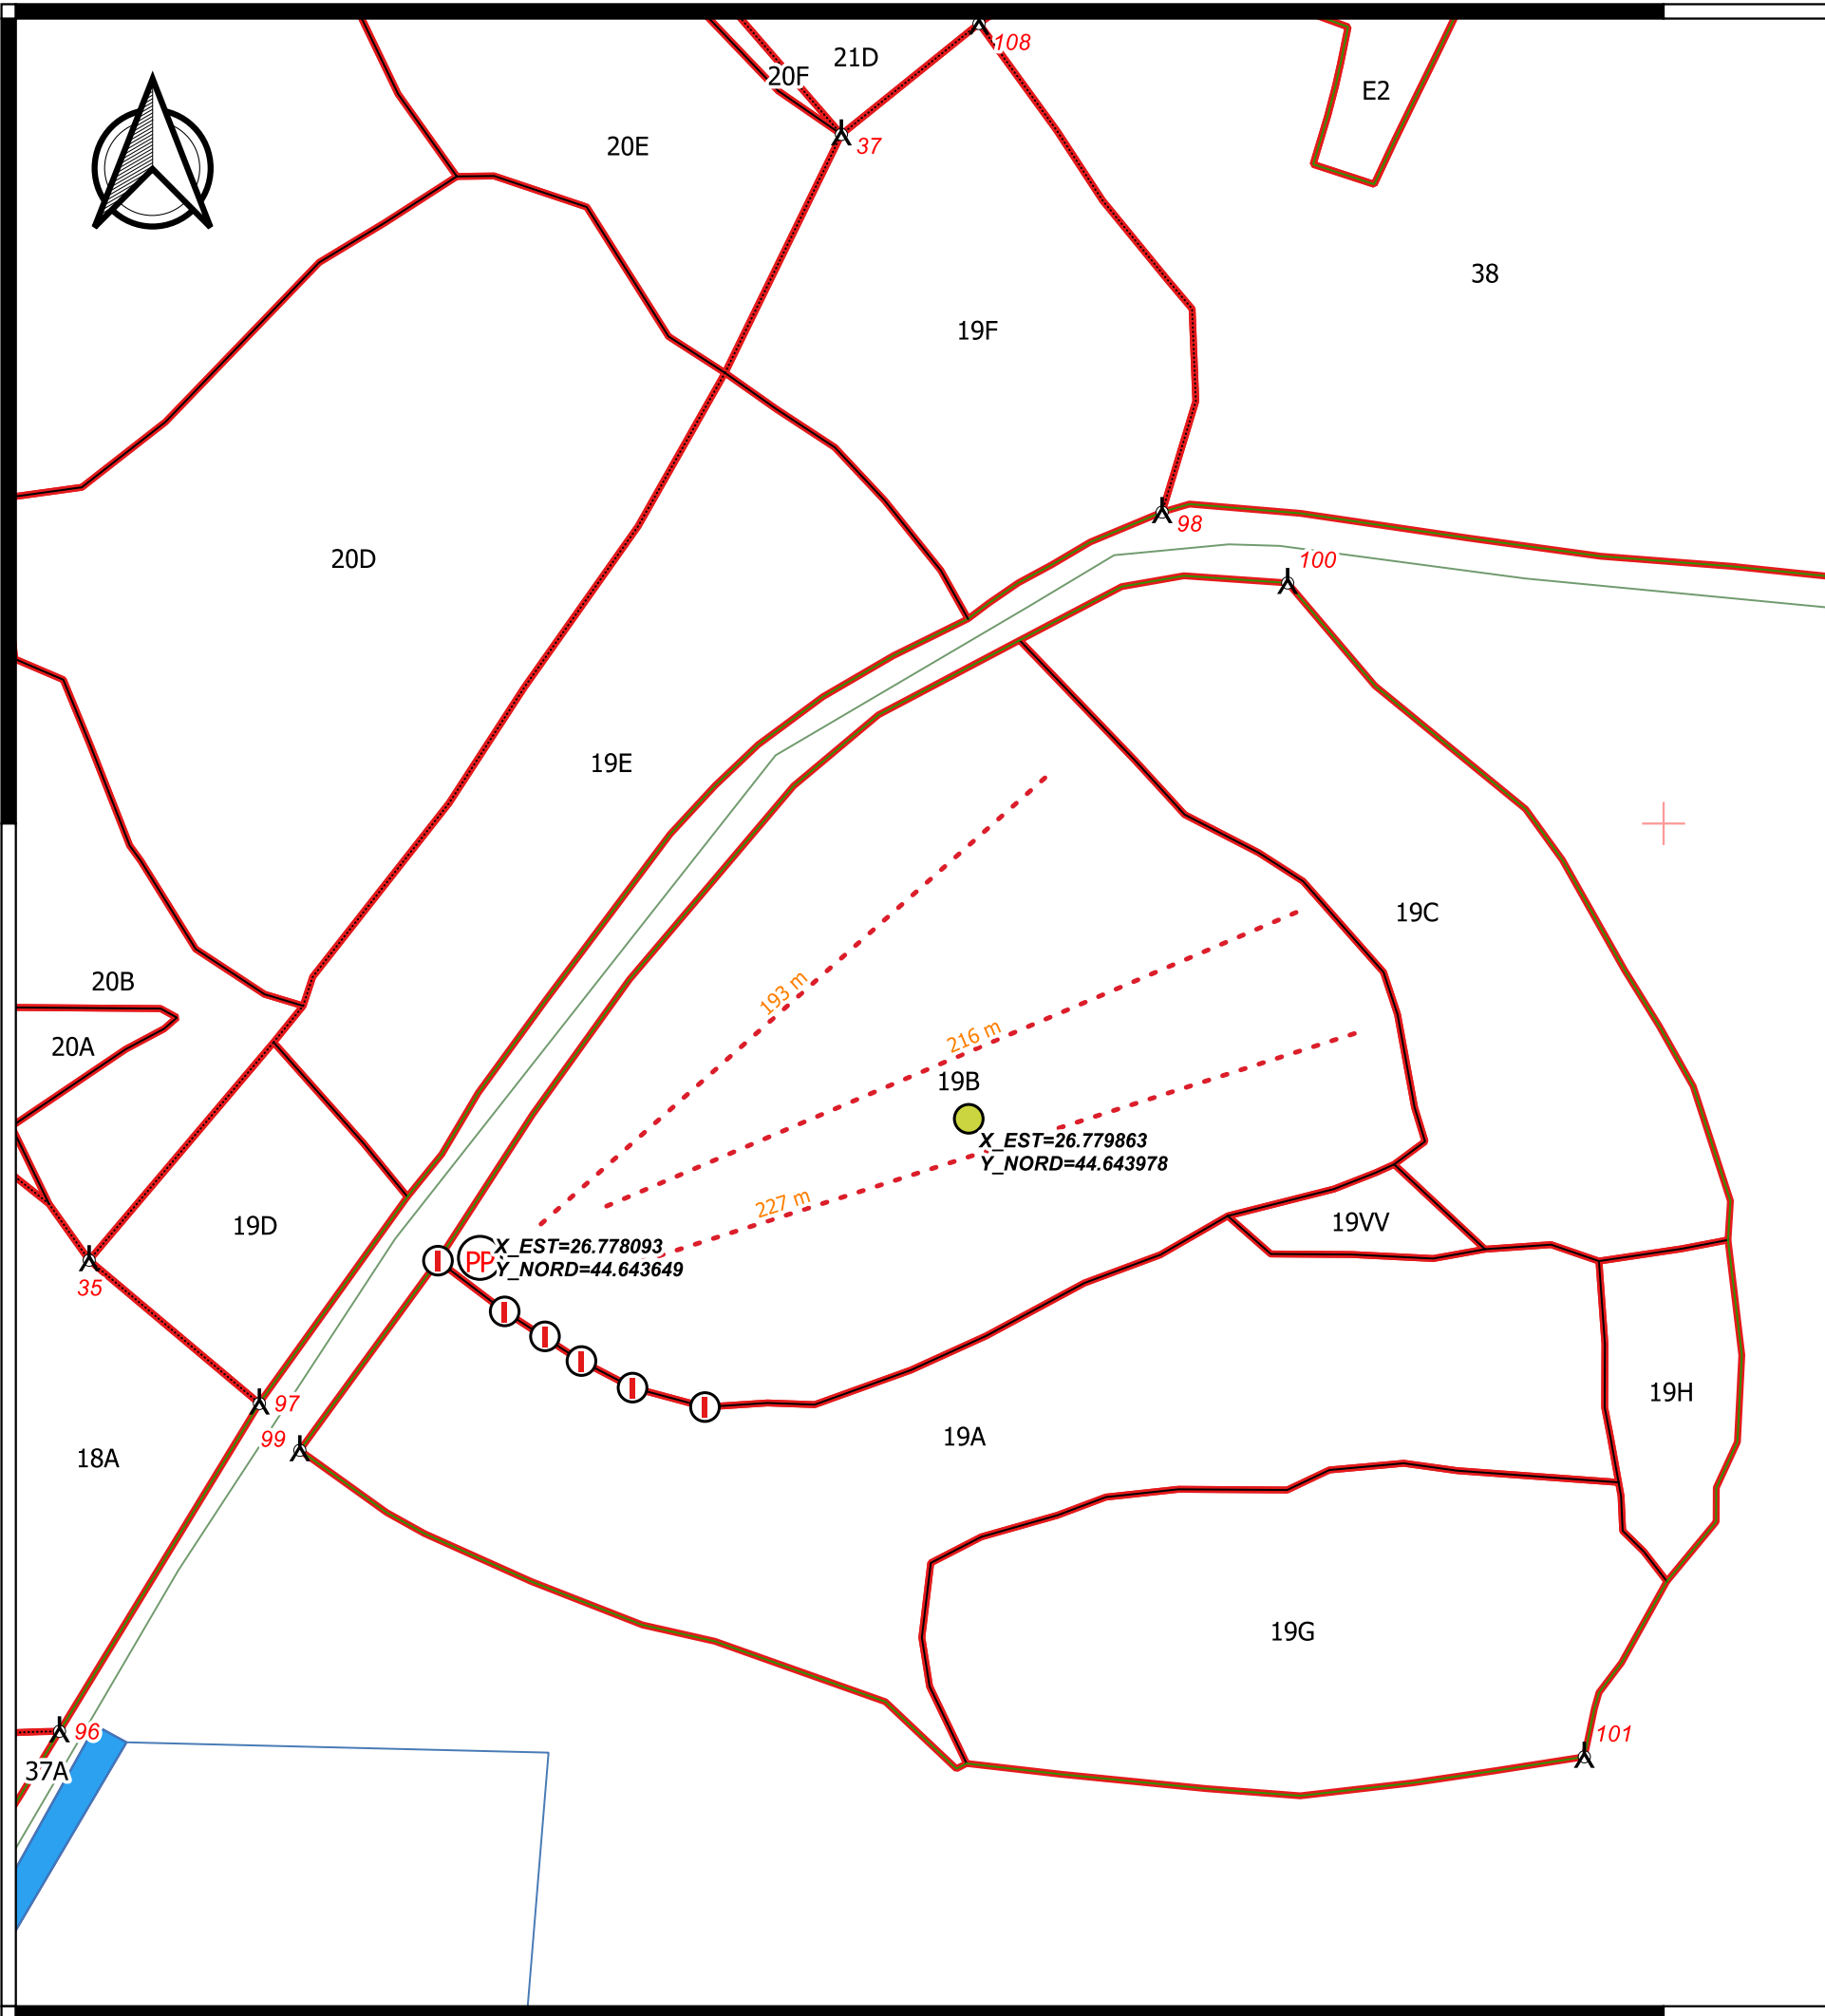 108
21D
20F
E2
37
20E
38
19F
98
100
20D
19E
19C
193 m
20B
216 m
20A
19B
X_EST=26.779863
Y_NORD=44.643978
227 m
19VV
19D
PP
X_EST=26.778093
Y_NORD=44.643649
35
19H
97
99
19A
18A
19G
96
101
37A